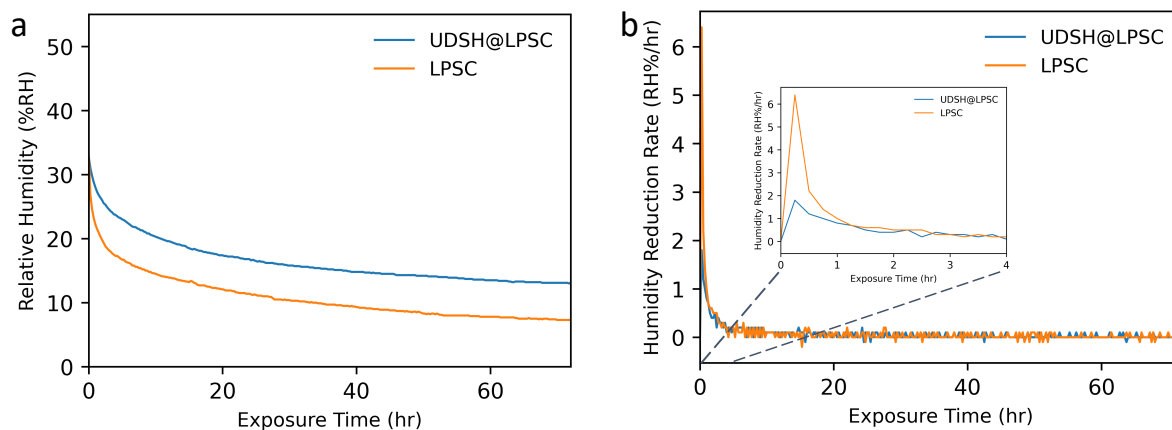 a
UDSH@LPSC
LPSC
50
40
30
20
10
0
0
20
40
60
Relative Humidity (%RH)
Exposure Time (hr)
b
UDSH@LPSC
LPSC
6
5
4
3
2
1
0
0
20
40
60
Humidity Reduction Rate (RH%/hr)
Exposure Time (hr)
UDSH@LPSC
LPSC
6
5
4
3
2
1
0
0
1
2
3
4
Humidity Reduction Rate (RH%/hr)
Exposure Time (hr)